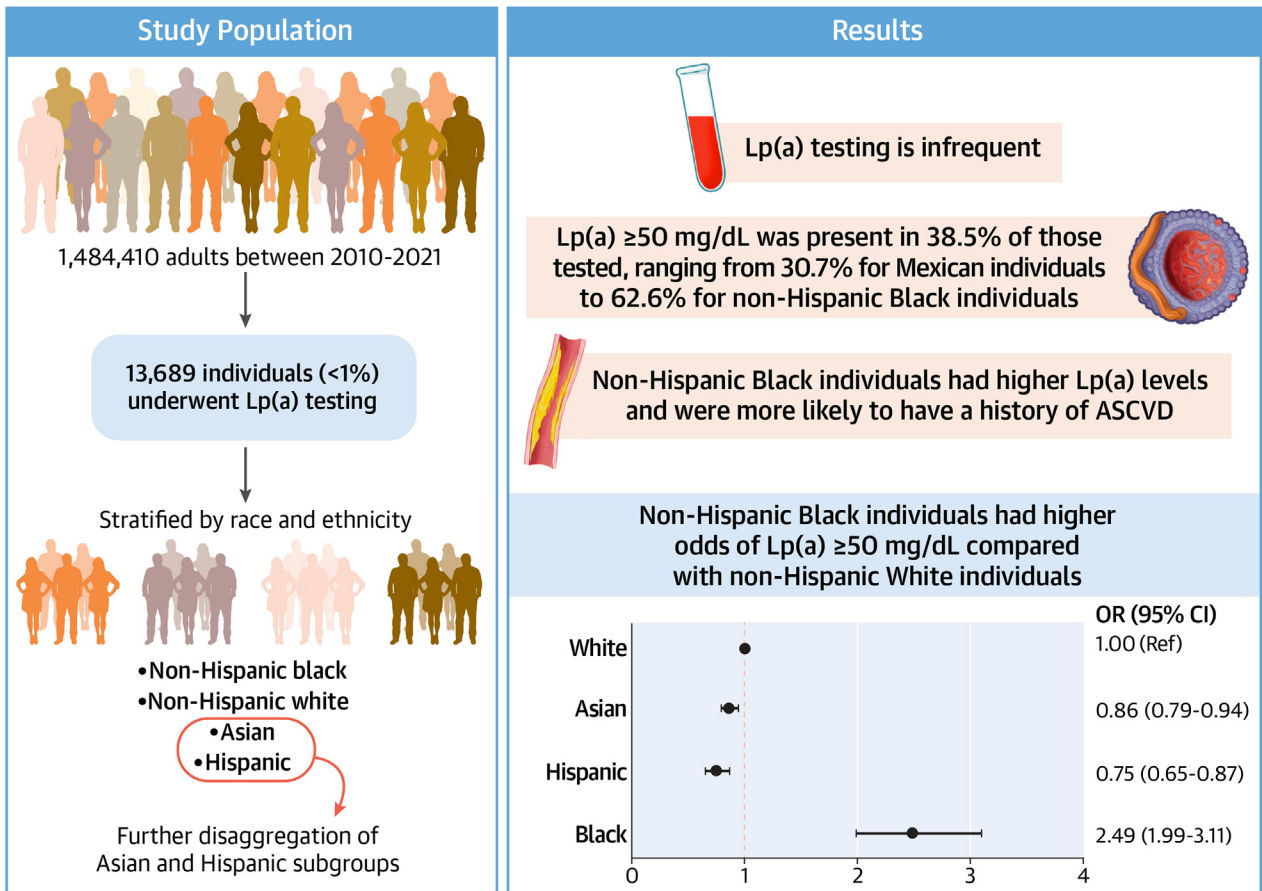 Study Population
1,484,410 adults between 2010-2021
13,689 individuals (<1%)
underwent Lp(a) testing
Stratified by race and ethnicity
•Non-Hispanic black
•Non-Hispanic white
•Asian
•Hispanic
Further disaggregation of
Asian and Hispanic subgroups
Results
Lp(a) testing is infrequent
Lp(a) ≥50 mg/dL was present in 38.5% of those
tested, ranging from 30.7% for Mexican individuals
to 62.6% for non-Hispanic Black individuals
Non-Hispanic Black individuals had higher Lp(a) levels
and were more likely to have a history of ASCVD
Non-Hispanic Black individuals had higher
odds of Lp(a) ≥50 mg/dL compared
with non-Hispanic White individuals
OR (95% CI)
White 1.00 (Ref)
Asian 0.86 (0.79-0.94)
Hispanic 0.75 (0.65-0.87)
Black 2.49 (1.99-3.11)
0 1 2 3 4